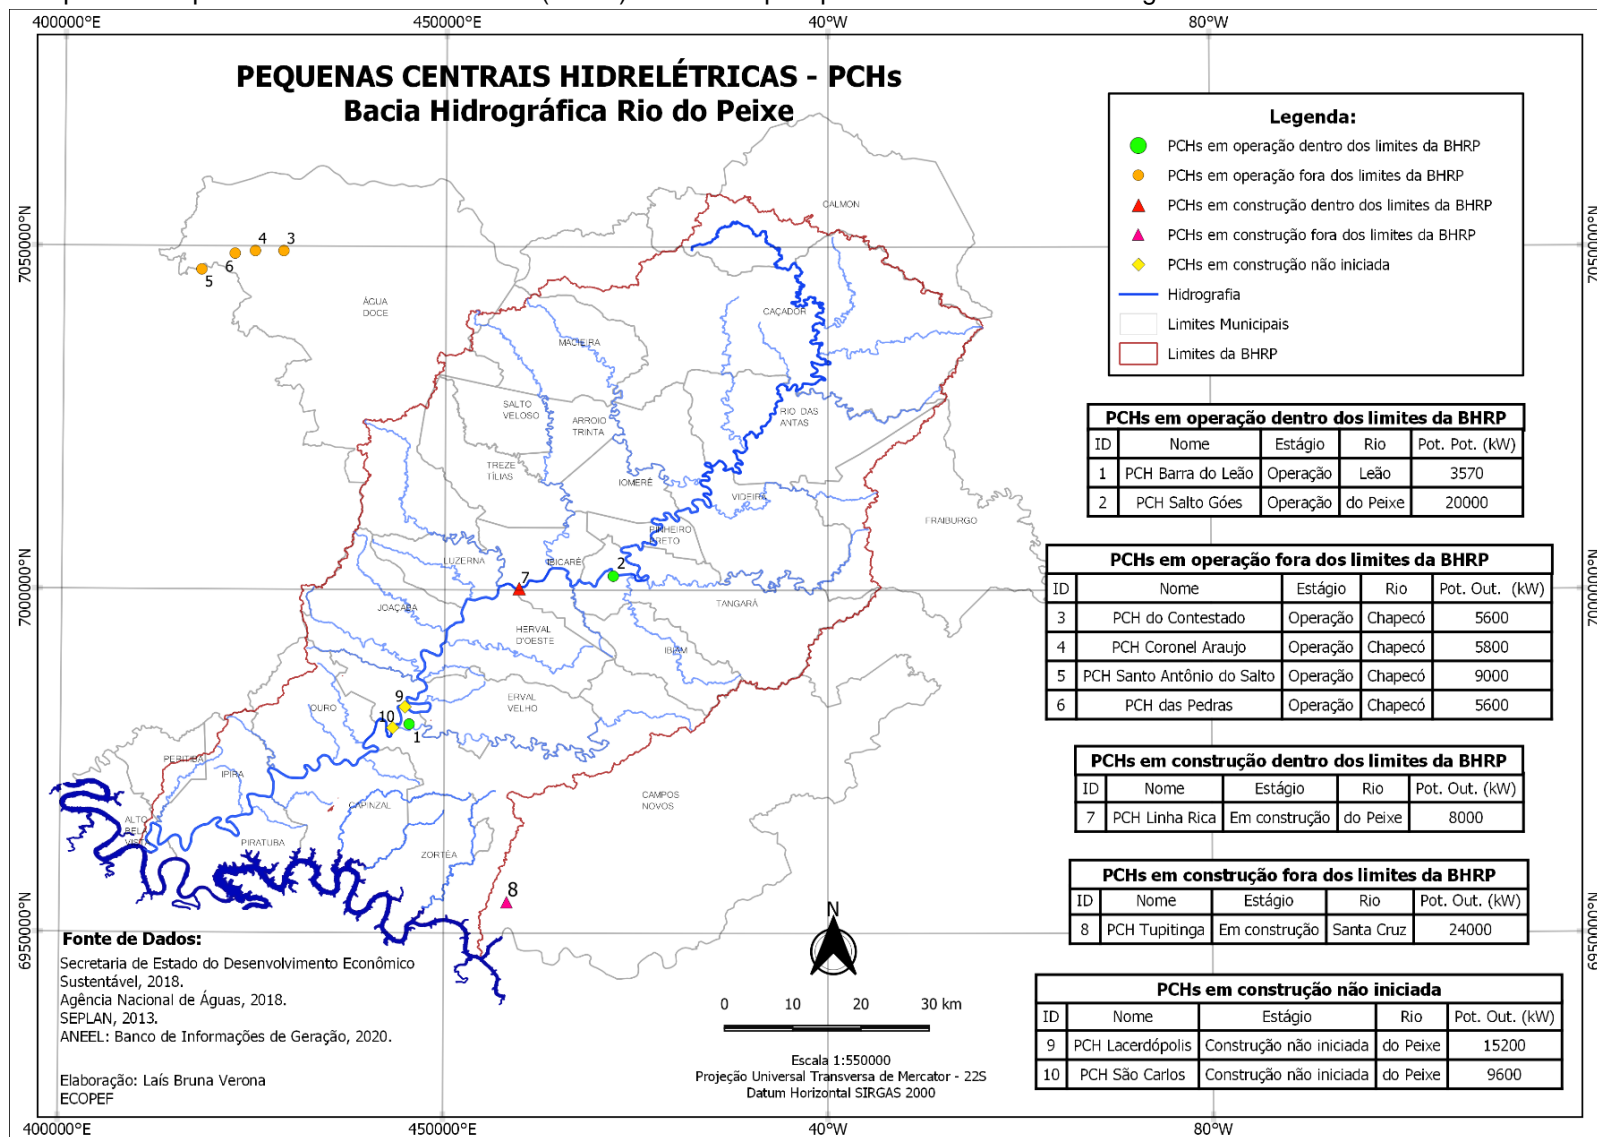 400000°E 450000°E 40°W 80°W
PEQUENAS CENTRAIS HIDRELÉTRICAS - PCHs
Bacia Hidrográfica Rio do Peixe
Legenda:
PCHs em operação dentro dos limites da BHRP
PCHs em operação fora dos limites da BHRP
PCHs em construção dentro dos limites da BHRP
PCHs em construção fora dos limites da BHRP
PCHs em construção não iniciada
Hidrografia
Limites Municipais
Limites da BHRP
7050000°N
7000000°N
6950000°N
7050000°N
7000000°N
6950000°N
CALMON
4 3
6
5
ÁGUA
DOCE
CAÇADOR
MACIEIRA
SALTO
VELOSO
ARROIO
TRINTA
RIO DAS
ANTAS
TREZE
TÍLIAS
IOMERÊ
VIDEIRA
FRAIBURGO
PINHEIRO
PRETO
LUZERNA
IBICARÉ
2
7
JOAÇABA
TANGARÁ
HERVAL
D'OESTE
IBIAM
9
OURO
ERVAL
VELHO
10
1
PERITIBA
IPIRA
CAMPOS
NOVOS
CAPINZAL
ALTO
BELA
VISTA
PIRATUBA
ZORTÉA
8
N
PCHs em operação dentro dos limites da BHRP
ID Nome Estágio Rio Pot. Pot. (kW)
1 PCH Barra do Leão Operação Leão 3570
2 PCH Salto Góes Operação do Peixe 20000
PCHs em operação fora dos limites da BHRP
ID Nome Estágio Rio Pot. Out. (kW)
3 PCH do Contestado Operação Chapecó 5600
4 PCH Coronel Araujo Operação Chapecó 5800
5 PCH Santo Antônio do Salto Operação Chapecó 9000
6 PCH das Pedras Operação Chapecó 5600
PCHs em construção dentro dos limites da BHRP
ID Nome Estágio Rio Pot. Out. (kW)
7 PCH Linha Rica Em construção do Peixe 8000
PCHs em construção fora dos limites da BHRP
ID Nome Estágio Rio Pot. Out. (kW)
8 PCH Tupitinga Em construção Santa Cruz 24000
PCHs em construção não iniciada
ID Nome Estágio Rio Pot. Out. (kW)
9 PCH Lacerdópolis Construção não iniciada do Peixe 15200
10 PCH São Carlos Construção não iniciada do Peixe 9600
Fonte de Dados:
Secretaria de Estado do Desenvolvimento Econômico
Sustentável, 2018.
Agência Nacional de Águas, 2018.
SEPLAN, 2013.
ANEEL: Banco de Informações de Geração, 2020.
Elaboração: Laís Bruna Verona
ECOPEF
0 10 20 30 km
Escala 1:550000
Projeção Universal Transversa de Mercator - 22S
Datum Horizontal SIRGAS 2000
400000°E 450000°E 40°W 80°W